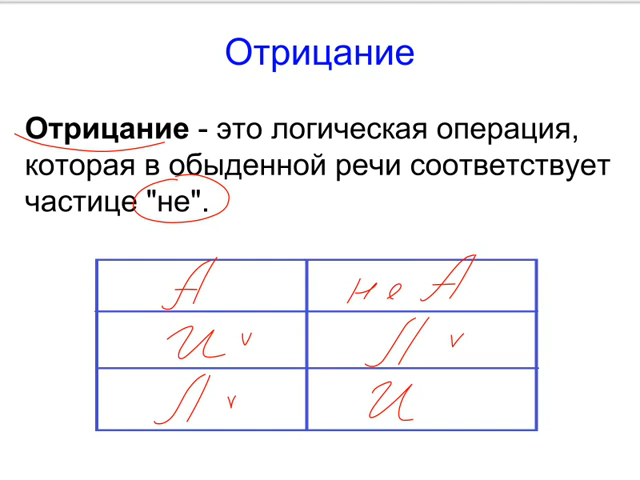 Отрицание
Отрицание - это логическая операция,
которая в обыденной речи соответствует
частице "не".
А не А
И Л
Л И